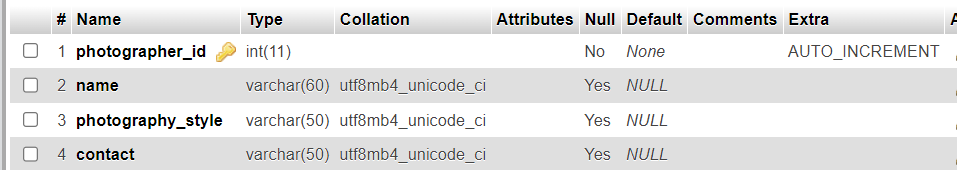 # Name Type Collation Attributes Null Default Comments Extra
1 photographer_id int(11) No None AUTO_INCREMENT
2 name varchar(60) utf8mb4_unicode_ci Yes NULL
3 photography_style varchar(50) utf8mb4_unicode_ci Yes NULL
4 contact varchar(50) utf8mb4_unicode_ci Yes NULL